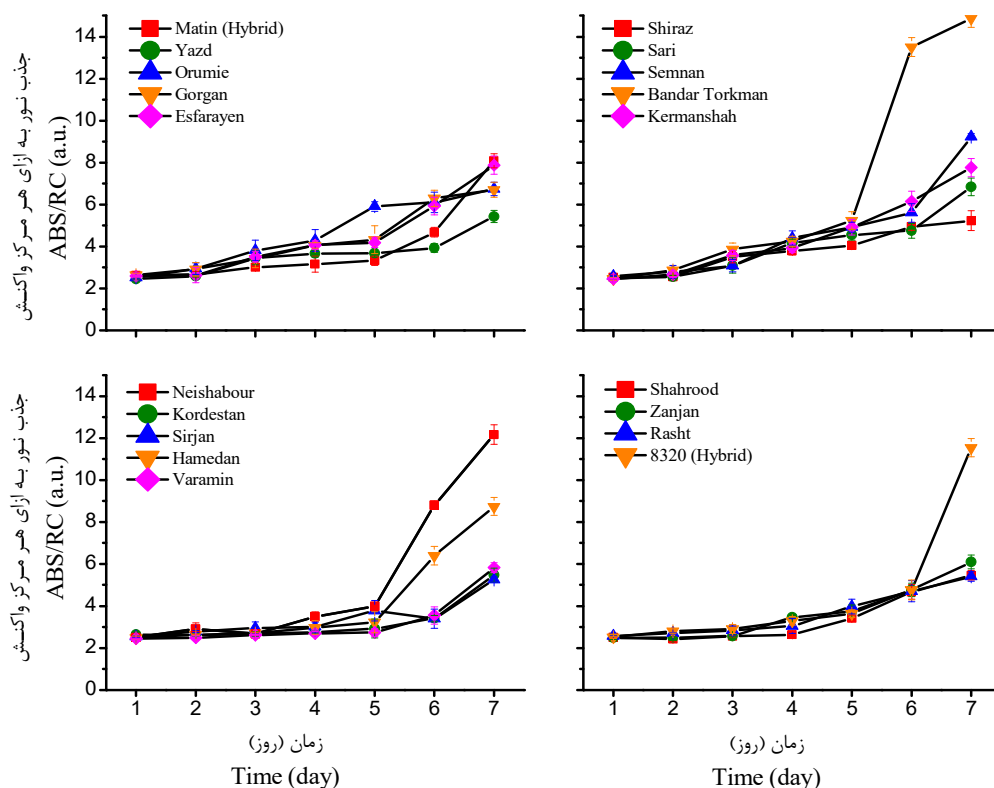 جذب نور به ازای هر مرکز واکنش
ABS/RC (a.u.)
14
12
10
8
6
4
2
0
Matin (Hybrid)
Yazd
Orumie
Gorgan
Esfarayen
Shiraz
Sari
Semnan
Bandar Torkman
Kermanshah
جذب نور به ازای هر مرکز واکنش
ABS/RC (a.u.)
14
12
10
8
6
4
2
0
Neishabour
Kordestan
Sirjan
Hamedan
Varamin
Shahrood
Zanjan
Rasht
8320 (Hybrid)
1 2 3 4 5 6 7
زمان (روز)
Time (day)
1 2 3 4 5 6 7
زمان (روز)
Time (day)